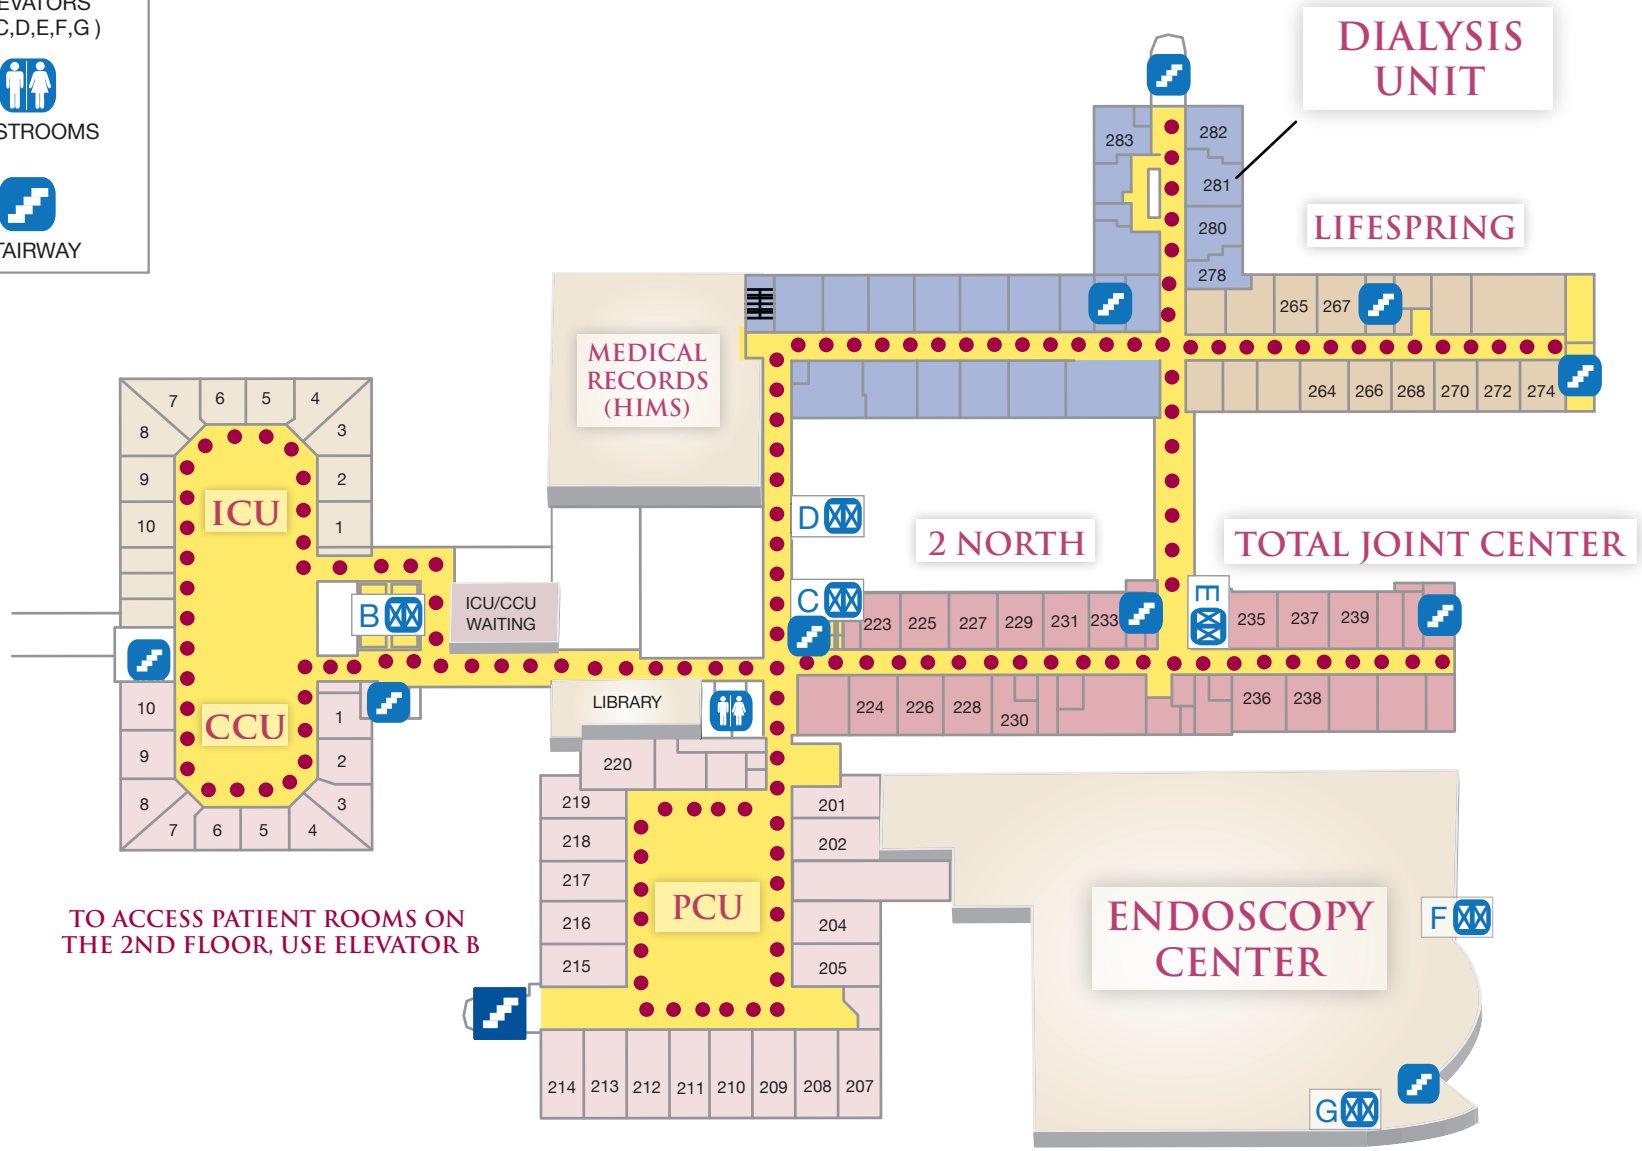 EVATORS
C,D,E,F,G )
STROOMS
TAIRWAY
DIALYSIS
UNIT
LIFESPRING
283
282
281
280
278
265
267
264
266
268
270
272
274
MEDICAL
RECORDS
(HIMS)
7
6
5
4
8
3
9
2
10
1
ICU
B
ICU/CCU
WAITING
D
2 NORTH
TOTAL JOINT CENTER
C
E
223
225
227
229
231
233
235
237
239
224
226
228
230
236
238
LIBRARY
CCU
10
1
9
2
8
3
7
6
5
4
220
219
218
217
216
215
201
202
204
205
PCU
214
213
212
211
210
209
208
207
ENDOSCOPY
CENTER
F
G
TO ACCESS PATIENT ROOMS ON
THE 2ND FLOOR, USE ELEVATOR B